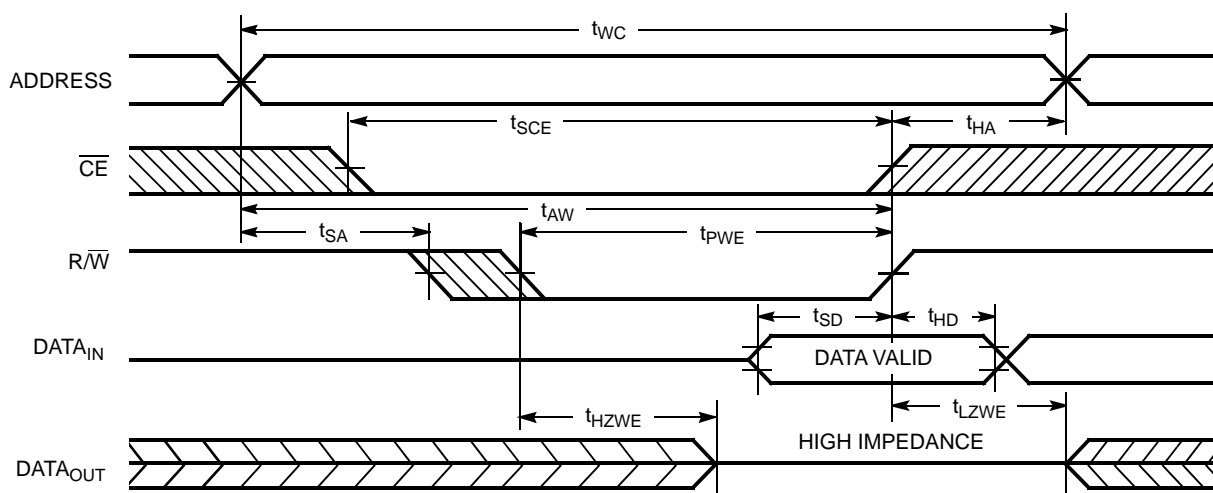 tWC
ADDRESS
tSCE
tHA
CE
tAW
tSA
tPWE
R/W
tSD
tHD
DATAIN
DATA VALID
tHZWE
tLZWE
HIGH IMPEDANCE
DATAOUT